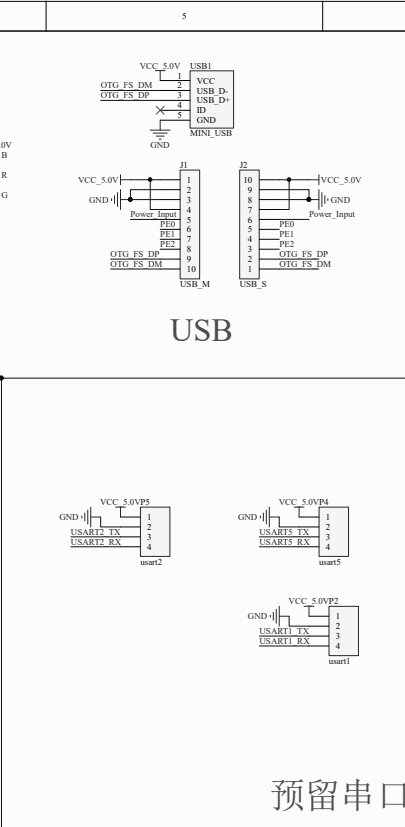 5
VCC_5.0V USB1
1 VCC
OTG_FS_DM 2 USB_D-
OTG_FS_DP 3 USB_D+
4 ID
5 GND
GND MINI_USB
0V
B
R
G
J1 J2
VCC_5.0V 1 10 VCC_5.0V
2 9
GND 3 8 GND
4 7
Power_Input 5 6 Power_Input
PE0 6 5 PE0
PE1 7 4 PE1
PE2 8 3 PE2
OTG_FS_DP 9 2 OTG_FS_DP
OTG_FS_DM 10 1 OTG_FS_DM
USB_M USB_S
USB
VCC_5.0V P5
GND 1
2
USART2_TX 3
USART2_RX 4
usart2
VCC_5.0V P4
GND 1
2
USART5_TX 3
USART5_RX 4
usart5
VCC_5.0V P2
GND 1
2
USART1_TX 3
USART1_RX 4
usart1
预留串口